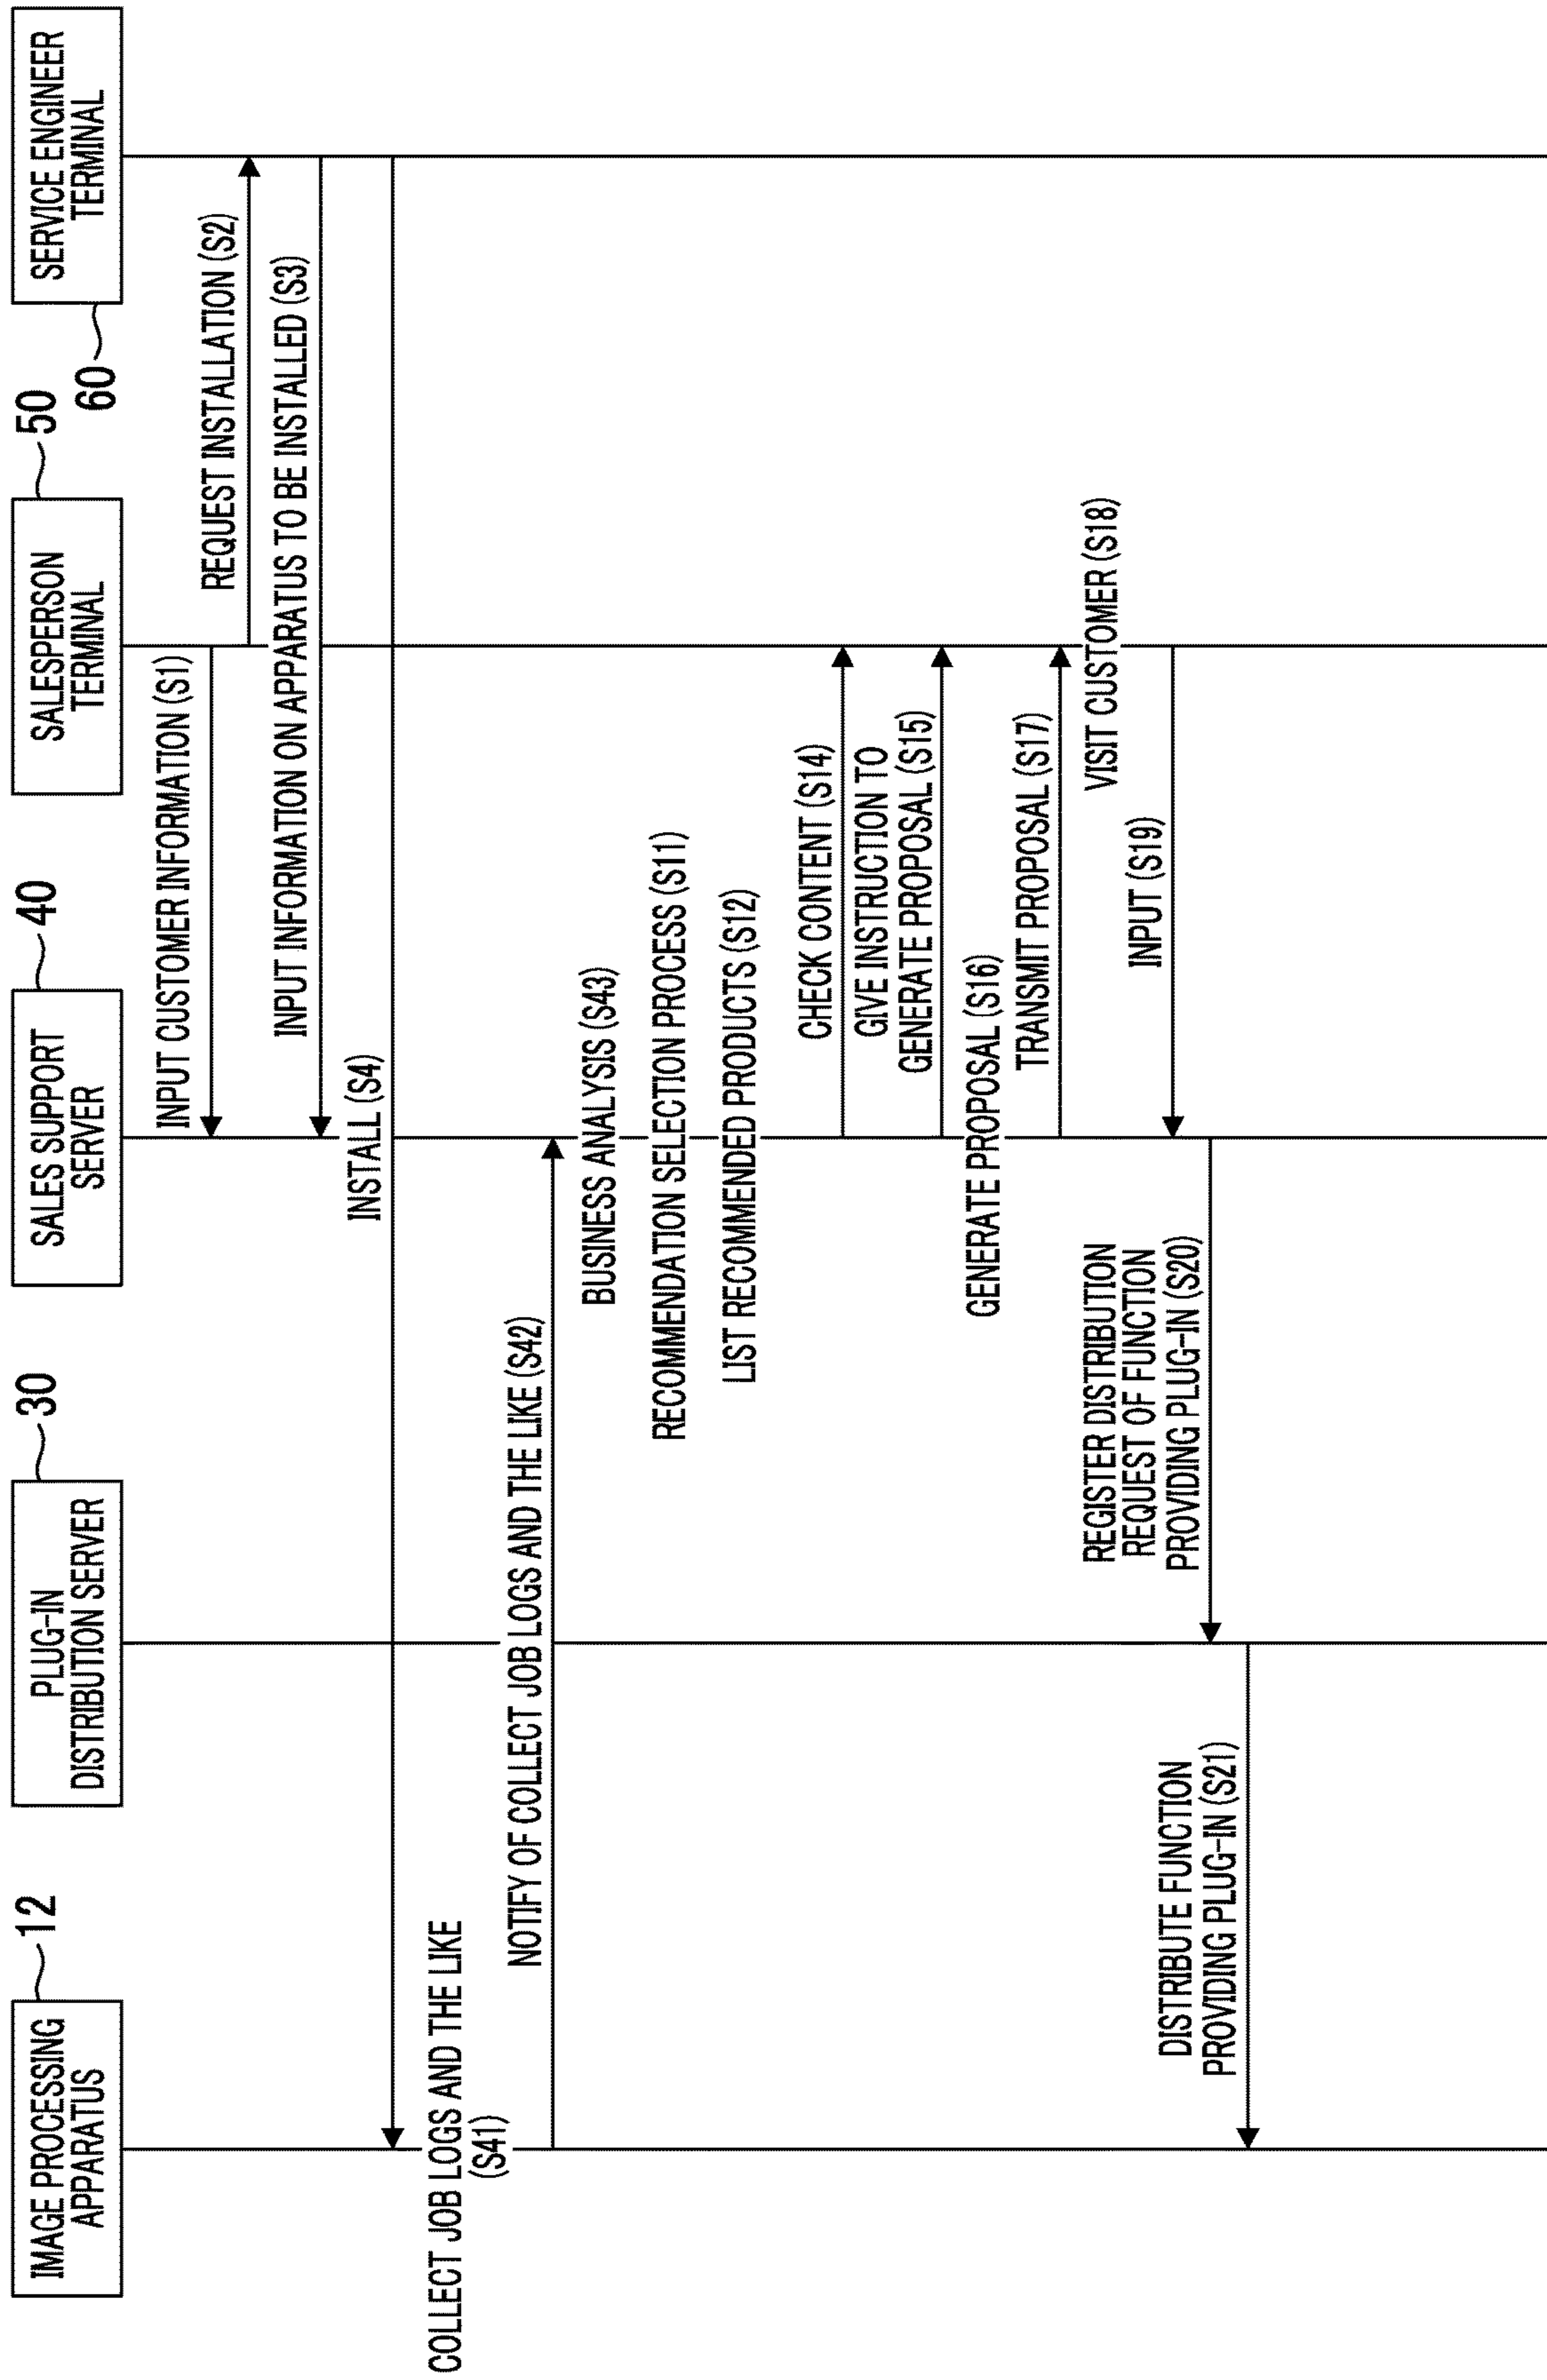 IMAGE PROCESSING
APPARATUS
12
PLUG-IN
DISTRIBUTION SERVER
30
SALES SUPPORT
SERVER
40
SALESPERSON
TERMINAL
50
SERVICE ENGINEER
TERMINAL
60
INPUT CUSTOMER INFORMATION (S1)
REQUEST INSTALLATION (S2)
INPUT INFORMATION ON APPARATUS TO BE INSTALLED (S3)
INSTALL (S4)
COLLECT JOB LOGS AND THE LIKE
(S41)
NOTIFY OF COLLECT JOB LOGS AND THE LIKE (S42)
BUSINESS ANALYSIS (S43)
RECOMMENDATION SELECTION PROCESS (S11)
LIST RECOMMENDED PRODUCTS (S12)
CHECK CONTENT (S14)
GIVE INSTRUCTION TO
GENERATE PROPOSAL (S15)
GENERATE PROPOSAL (S16)
TRANSMIT PROPOSAL (S17)
VISIT CUSTOMER (S18)
INPUT (S19)
REGISTER DISTRIBUTION
REQUEST OF FUNCTION
PROVIDING PLUG-IN (S20)
DISTRIBUTE FUNCTION
PROVIDING PLUG-IN (S21)